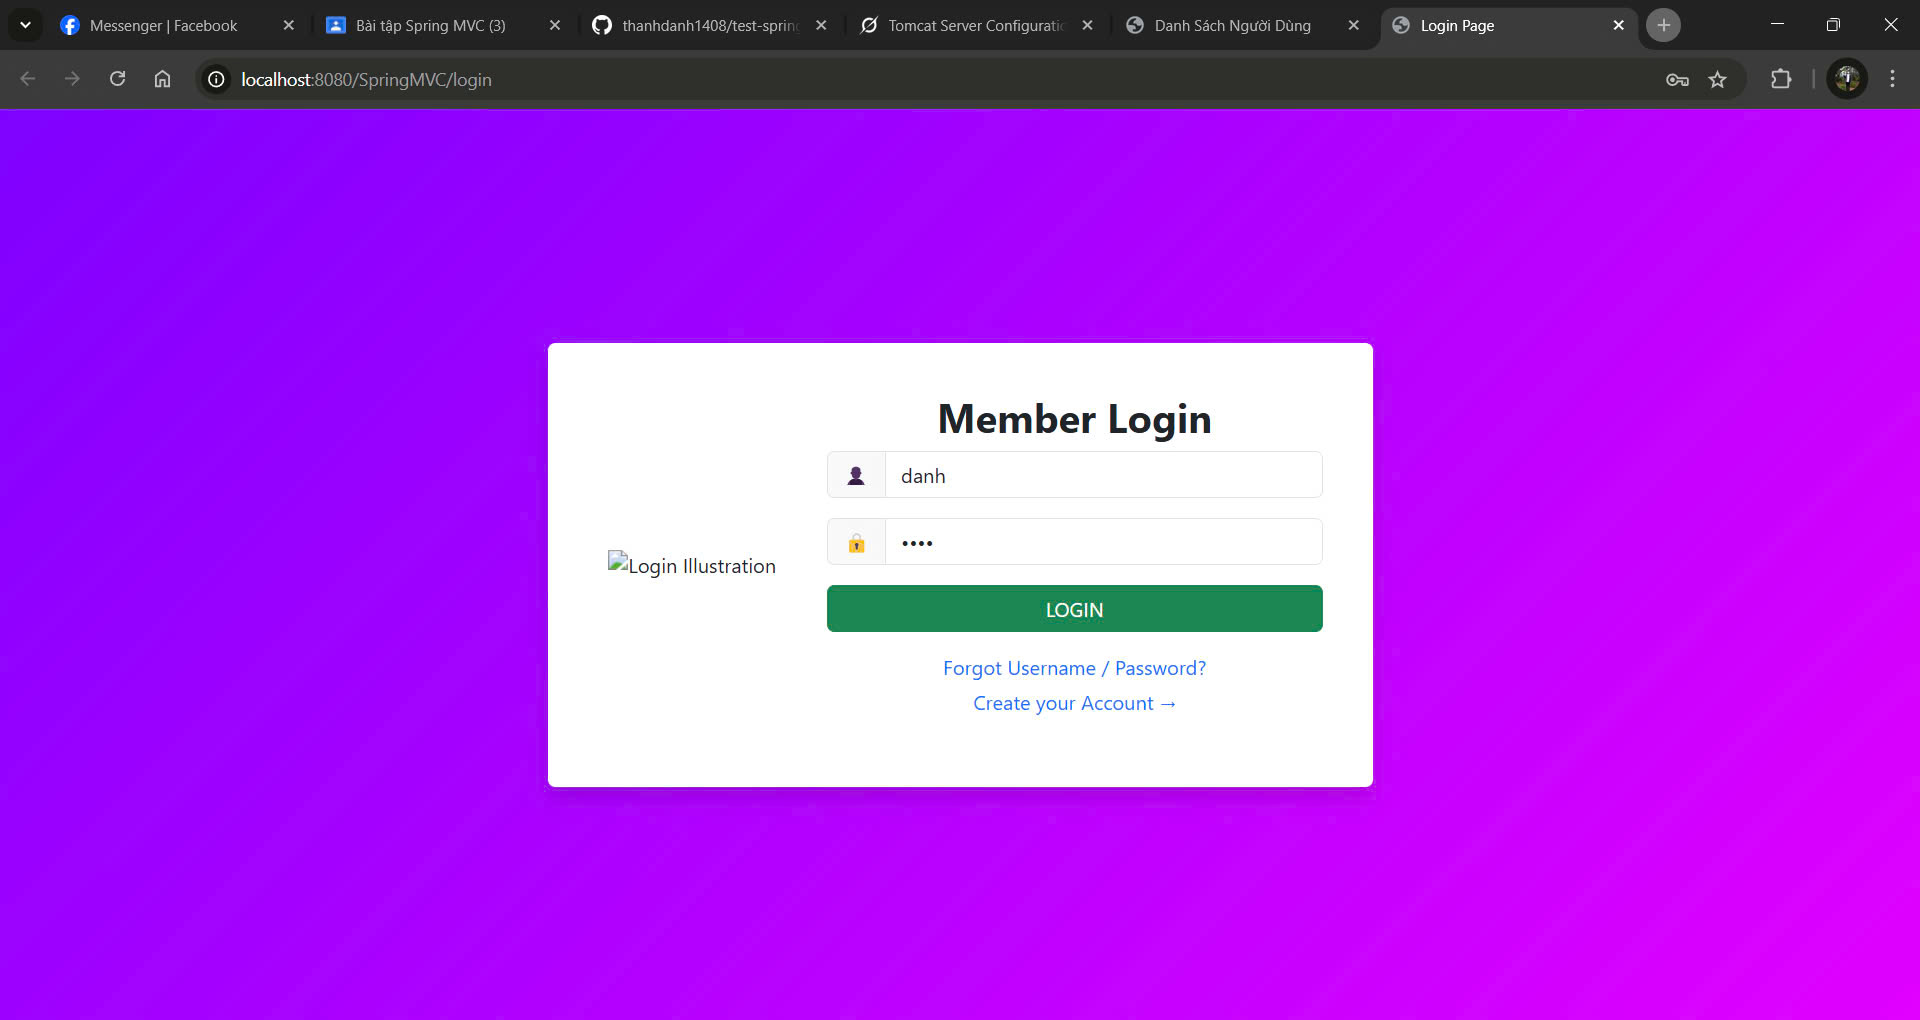 Messenger | Facebook
Bài tập Spring MVC (3)
thanhdanh1408/test-spring
Tomcat Server Configuratio
Danh Sách Người Dùng
Login Page
localhost:8080/SpringMVC/login
Member Login
danh
••••
Login Illustration
LOGIN
Forgot Username / Password?
Create your Account →